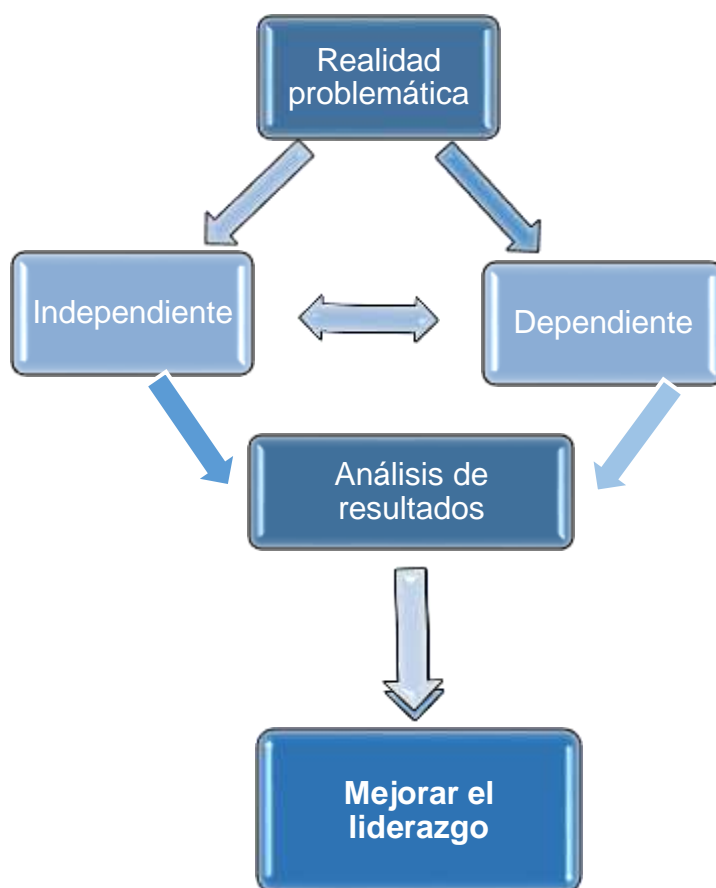 Realidad
problemática
Independiente
Dependiente
Análisis de
resultados
Mejorar el
liderazgo